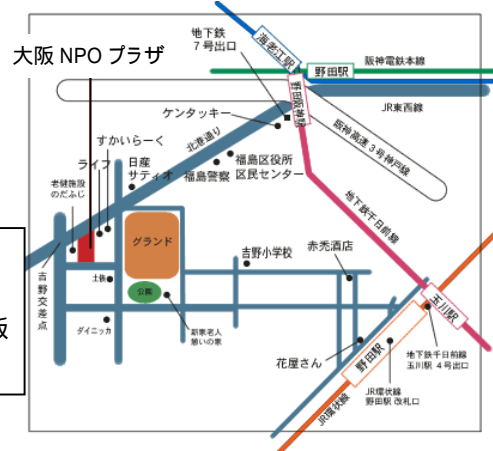 地下鉄
7号出口
海老江駅
阪神電鉄本線
大阪 NPO プラザ
野田駅
野田阪神駅
JR東西線
ケンタッキー
阪神高速3号神戸線
北港通り
すかいらーく
ライフ
日産
サティオ
福島区役所
区民センター
福島警察
老健施設
のだふじ
地下鉄千日前線
グランド
吉野小学校
赤禿酒店
吉野交差点
土鉄
公園
玉川駅
新家老人
憩いの家
阪
ダイニッカ
花屋さん
野田駅
地下鉄千日前線
玉川駅 4号出口
JR環状線
野田駅 改札口
JR環状線